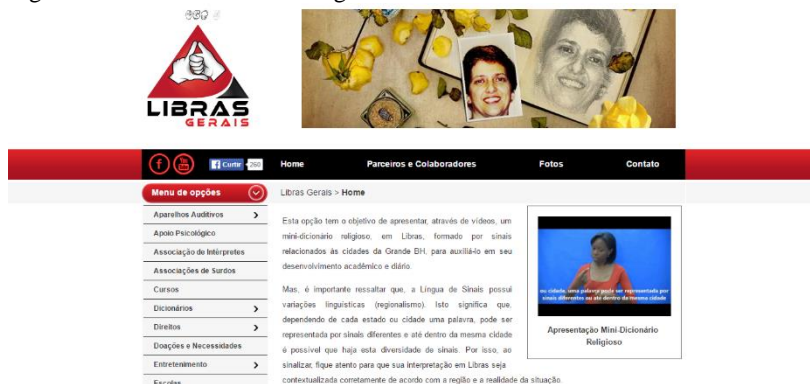 LIBRAS
GERAIS
Curtir 260
Home
Parceiros e Colaboradores
Fotos
Contato
Menu de opções
Libras Gerais > Home
Aparelhos Auditivos
Apoio Psicológico
Associação de Intérpretes
Associações de Surdos
Cursos
Dicionários
Direitos
Doações e Necessidades
Entretenimento
Escolas
Esta opção tem o objetivo de apresentar, através de vídeos, um
mini-dicionário religioso, em Libras, formado por sinais
relacionados às cidades da Grande BH, para auxiliá-lo em seu
desenvolvimento acadêmico e diário.
Mas, é importante ressaltar que, a Língua de Sinais possui
variações linguísticas (regionalismo). Isto significa que,
dependendo de cada estado ou cidade uma palavra, pode ser
representada por sinais diferentes e até dentro da mesma cidade
é possível que haja esta diversidade de sinais. Por isso, ao
sinalizar, fique atento para que sua interpretação em Libras seja
contextualizada corretamente de acordo com a região e a realidade da situação
ou cidade, uma palavra pode ser representada por
sinais diferentes ou até dentro da mesma cidade
Apresentação Mini-Dicionário
Religioso